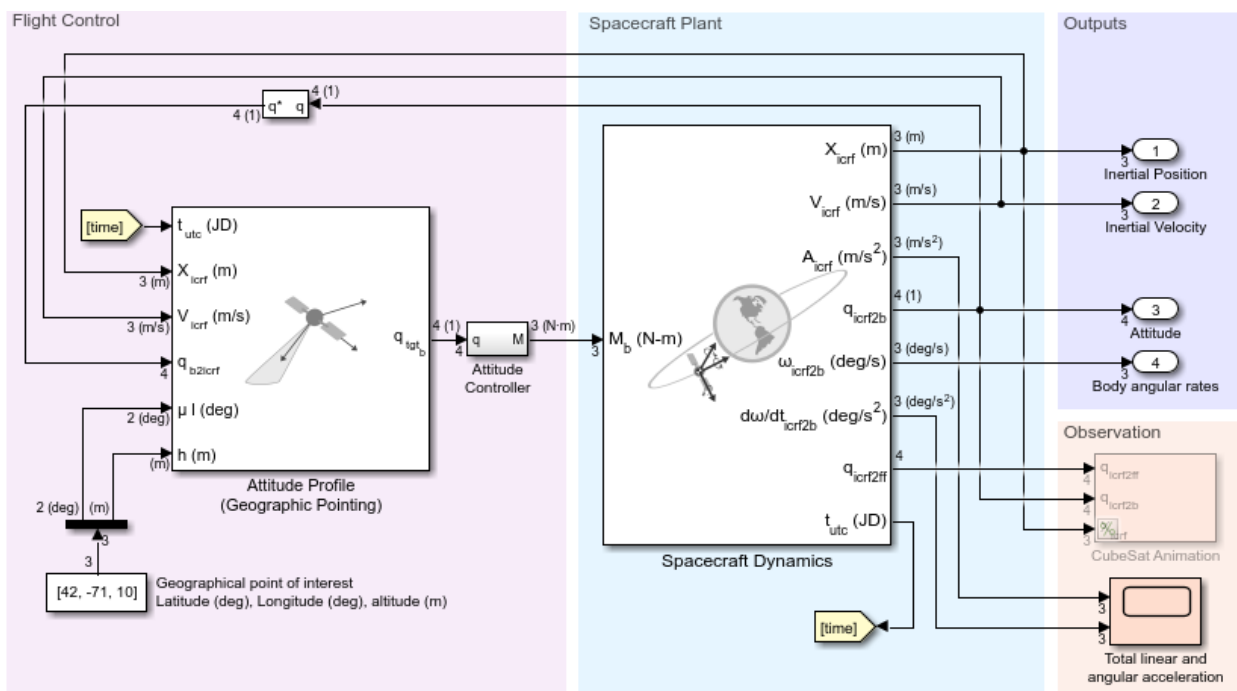 Flight Control
Spacecraft Plant
Outputs
4 (1)
q* q
4 (1)
[time]
t_utc (JD)
X_icrf (m)
3 (m)
V_icrf (m/s)
3 (m/s)
q_b2icrf
4
μ l (deg)
2 (deg)
h (m)
(m)
q_tgt_b
4 (1)
4
q M
Attitude
Controller
3 (N·m)
3
Attitude Profile
(Geographic Pointing)
2 (deg) (m)
3
3
[42, -71, 10]
Geographical point of interest
Latitude (deg), Longitude (deg), altitude (m)
M_b (N-m)
X_icrf (m)
3 (m)
V_icrf (m/s)
3 (m/s)
A_icrf (m/s²)
3 (m/s²)
q_icrf2b
4 (1)
ω_icrf2b (deg/s)
3 (deg/s)
dω/dt_icrf2b (deg/s²)
3 (deg/s²)
q_icrf2ff
4
t_utc (JD)
Spacecraft Dynamics
[time]
1
3
Inertial Position
2
3
Inertial Velocity
3
4
Attitude
4
3
Body angular rates
Observation
q_icrf2ff
4
q_icrf2b
4
3
CubeSat Animation
3
3
Total linear and
angular acceleration